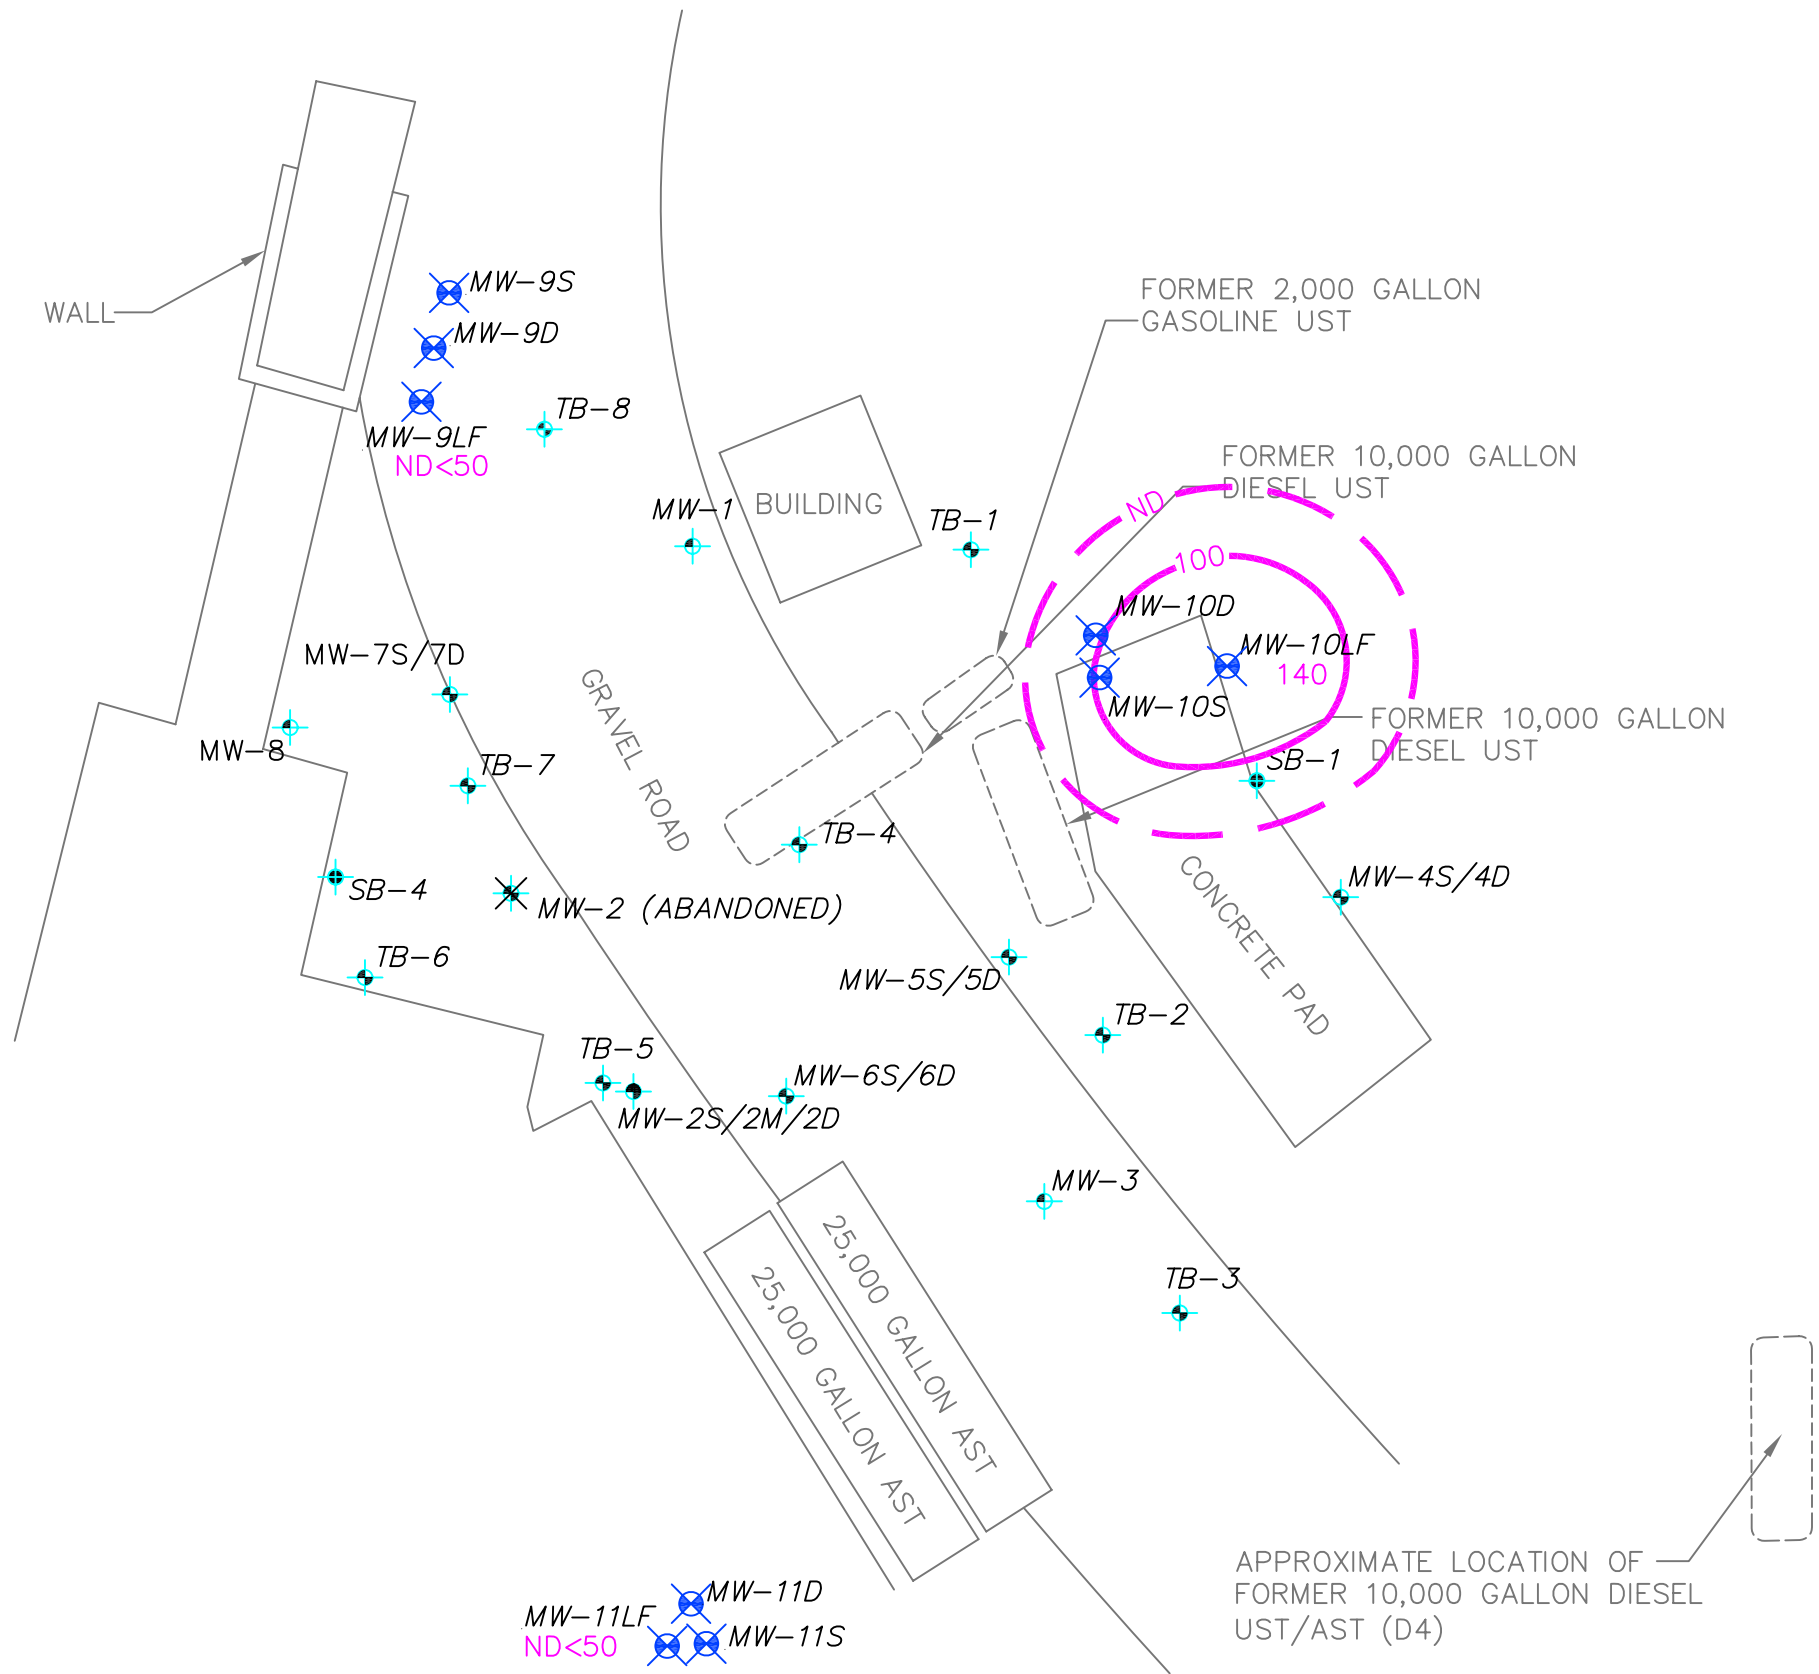 MW-9S
FORMER 2,000 GALLON
GASOLINE UST
WALL
MW-9D
TB-8
MW-9LF
ND<50
FORMER 10,000 GALLON
DIESEL UST
MW-1
BUILDING
TB-1
ND
100
MW-10D
MW-10LF
140
MW-10S
MW-7S/7D
GRAVEL ROAD
FORMER 10,000 GALLON
DIESEL UST
MW-8
TB-7
SB-1
TB-4
SB-4
MW-2 (ABANDONED)
CONCRETE PAD
MW-4S/4D
TB-6
MW-5S/5D
TB-2
TB-5
MW-6S/6D
MW-2S/2M/2D
MW-3
TB-3
25,000 GALLON AST
25,000 GALLON AST
APPROXIMATE LOCATION OF
FORMER 10,000 GALLON DIESEL
UST/AST (D4)
MW-11D
MW-11LF
ND<50
MW-11S